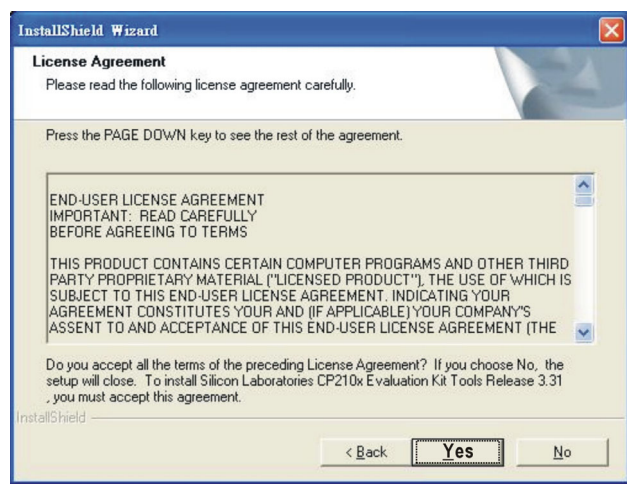 InstallShield Wizard
License Agreement
Please read the following license agreement carefully.
Press the PAGE DOWN key to see the rest of the agreement.
END-USER LICENSE AGREEMENT
IMPORTANT: READ CAREFULLY
BEFORE AGREEING TO TERMS
THIS PRODUCT CONTAINS CERTAIN COMPUTER PROGRAMS AND OTHER THIRD
PARTY PROPRIETARY MATERIAL ("LICENSED PRODUCT"), THE USE OF WHICH IS
SUBJECT TO THIS END-USER LICENSE AGREEMENT. INDICATING YOUR
AGREEMENT CONSTITUTES YOUR AND (IF APPLICABLE) YOUR COMPANY'S
ASSENT TO AND ACCEPTANCE OF THIS END-USER LICENSE AGREEMENT (THE
Do you accept all the terms of the preceding License Agreement? If you choose No, the
setup will close. To install Silicon Laboratories CP210x Evaluation Kit Tools Release 3.31
, you must accept this agreement.
InstallShield
< Back
Yes
No